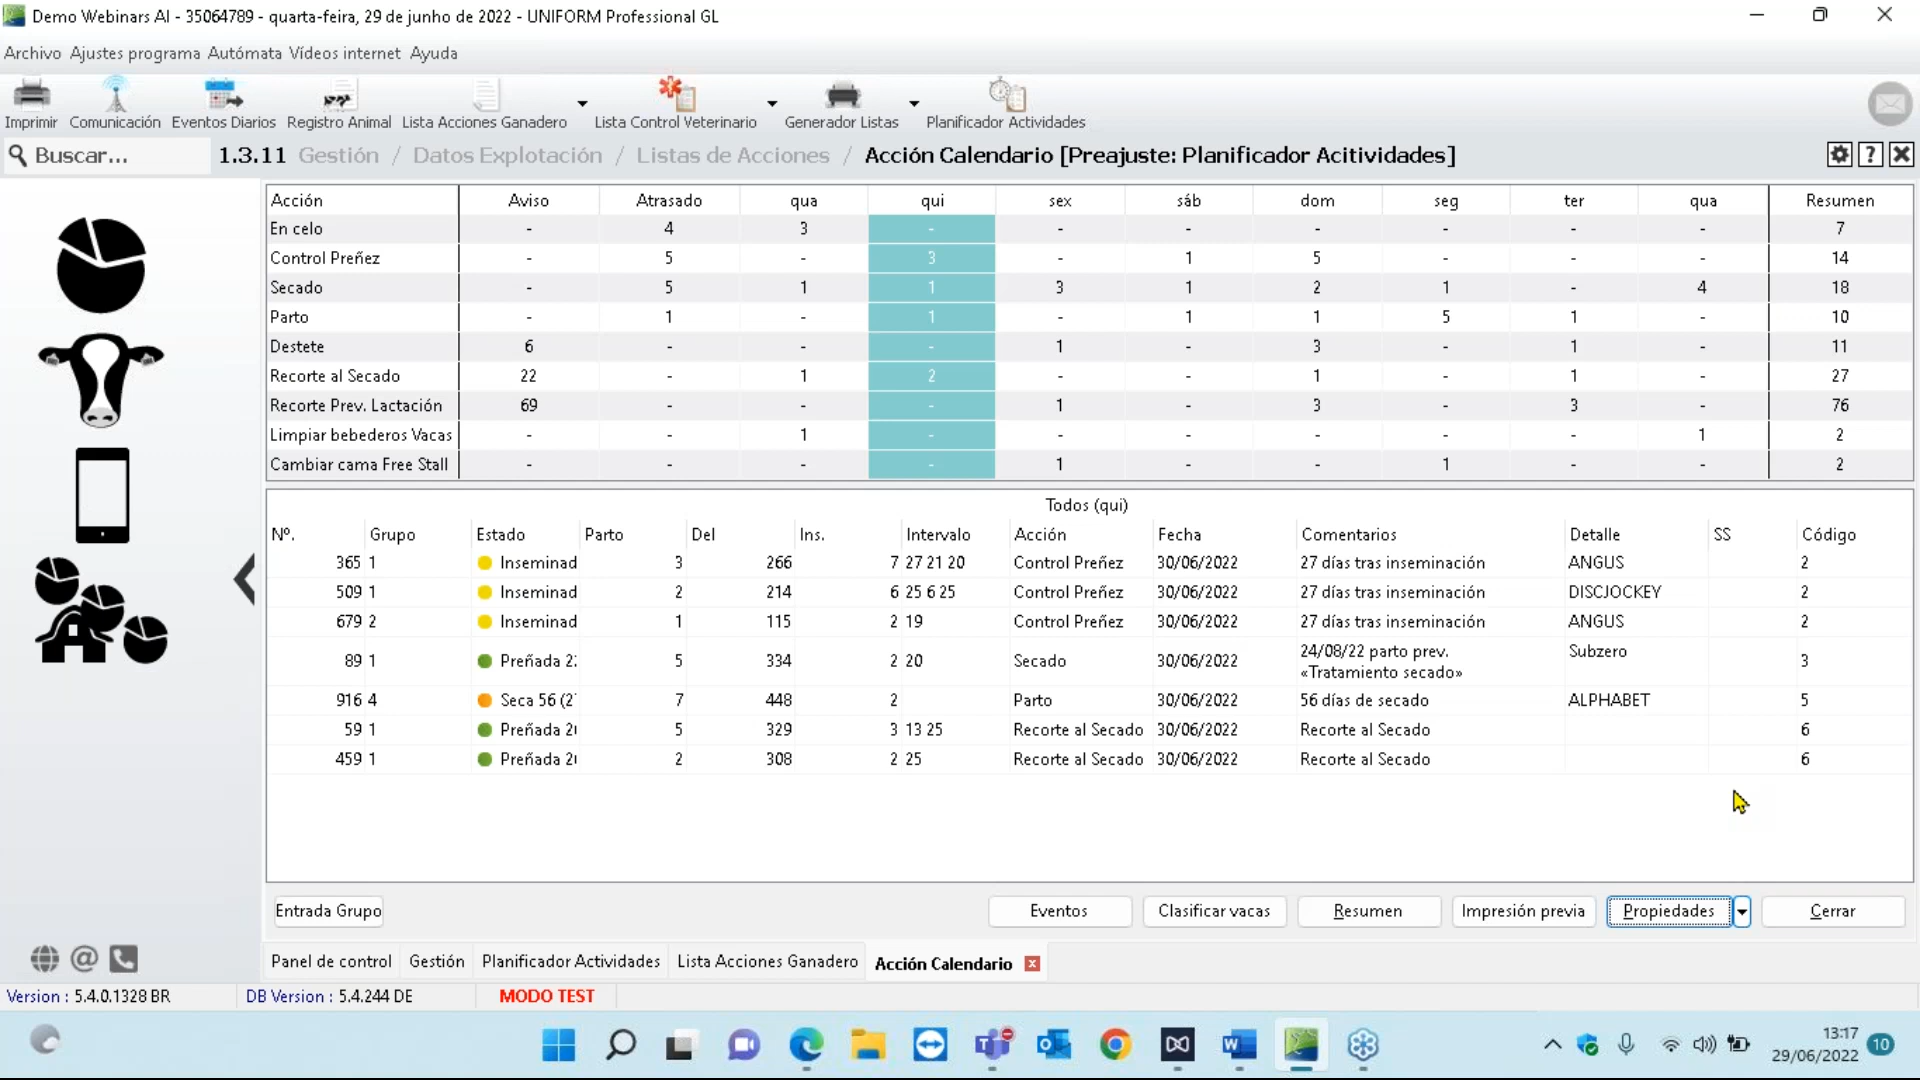 Demo Webinars AI - 35064789 - quarta-feira, 29 de junho de 2022 - UNIFORM Professional GL
Archivo Ajustes programa Autómata Vídeos internet Ayuda
Imprimir Comunicación Eventos Diarios Registro Animal Lista Acciones Ganadero Lista Control Veterinario Generador Listas Planificador Actividades
Buscar... 1.3.11 Gestión / Datos Explotación / Listas de Acciones / Acción Calendario [Preajuste: Planificador Acitividades]
Acción Aviso Atrasado qua qui sex sáb dom seg ter qua Resumen
En celo - 4 3 - - - - - - - 7
Control Preñez - 5 - 3 - 1 5 - - - 14
Secado - 5 1 1 3 1 2 1 - 4 18
Parto - 1 - 1 - 1 1 5 1 - 10
Destete 6 - - - 1 - 3 - 1 - 11
Recorte al Secado 22 - 1 2 - - 1 - 1 - 27
Recorte Prev. Lactación 69 - - - 1 - 3 - 3 - 76
Limpiar bebederos Vacas - - 1 - - - - - - 1 2
Cambiar cama Free Stall - - - - 1 - - 1 - - 2
Todos (qui)
Nº. Grupo Estado Parto Del Ins. Intervalo Acción Fecha Comentarios Detalle SS Código
365 1 Inseminad 3 266 7 27 21 20 Control Preñez 30/06/2022 27 días tras inseminación ANGUS 2
509 1 Inseminad 2 214 6 25 6 25 Control Preñez 30/06/2022 27 días tras inseminación DISCJOCKEY 2
679 2 Inseminad 1 115 2 19 Control Preñez 30/06/2022 27 días tras inseminación ANGUS 2
89 1 Preñada 5 334 2 20 Secado 30/06/2022 24/08/22 parto prev. Subzero 3
«Tratamiento secado»
916 4 Seca 56 (2 7 448 2 Parto 30/06/2022 56 días de secado ALPHABET 5
59 1 Preñada 5 329 3 13 25 Recorte al Secado 30/06/2022 Recorte al Secado 6
459 1 Preñada 2 308 2 25 Recorte al Secado 30/06/2022 Recorte al Secado 6
Entrada Grupo Eventos Clasificar vacas Resumen Impresión previa Propiedades Cerrar
Panel de control Gestión Planificador Actividades Lista Acciones Ganadero Acción Calendario
Version : 5.4.0.1328 BR DB Version : 5.4.244 DE MODO TEST
13:17
29/06/2022 10